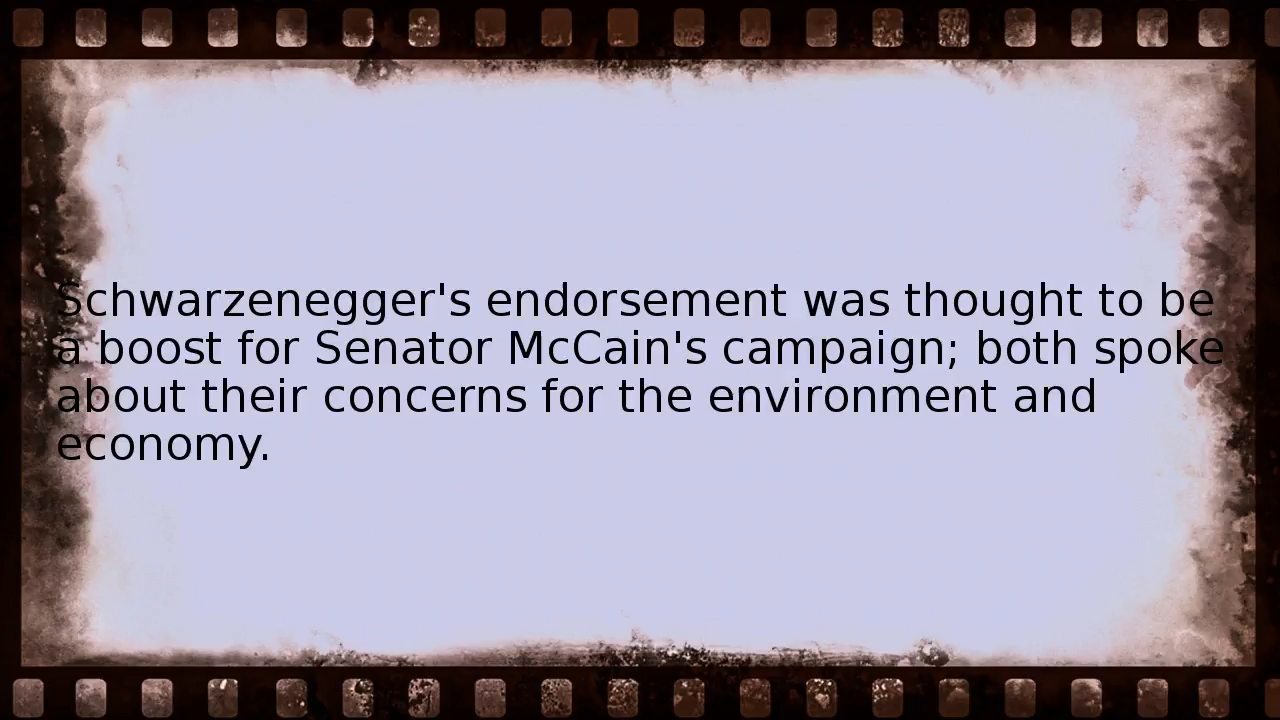 Schwarzenegger's endorsement was thought to be
a boost for Senator McCain's campaign; both spoke
about their concerns for the environment and
economy.